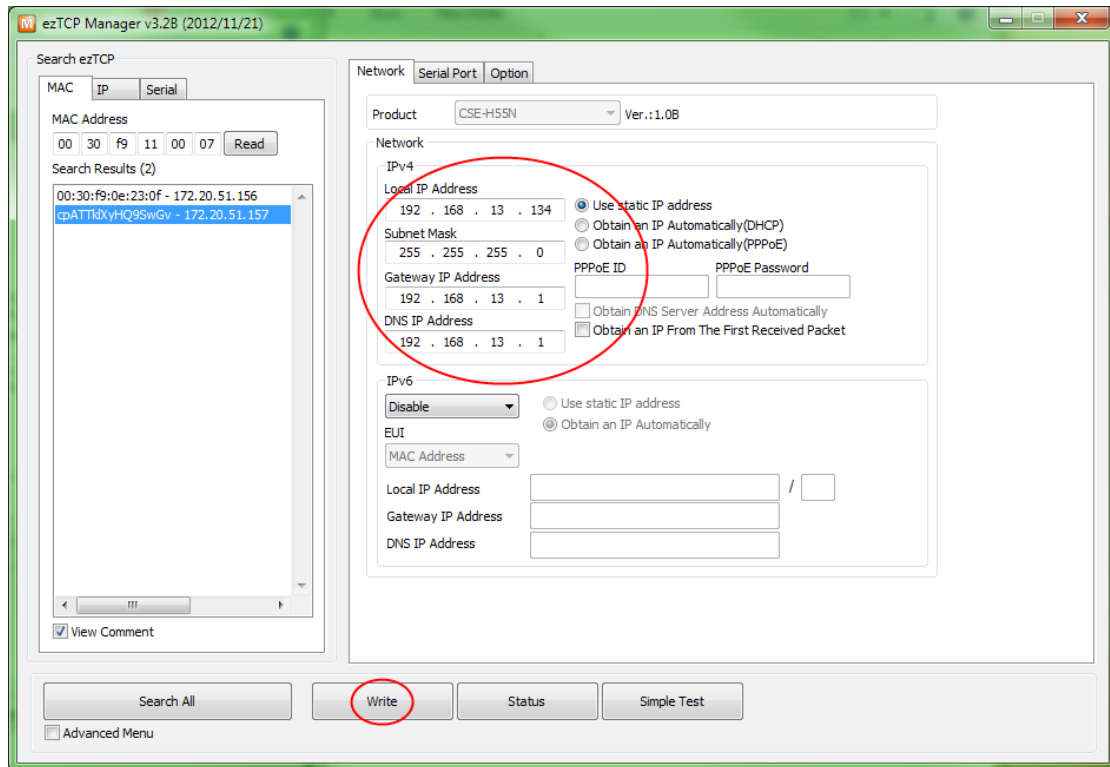 ezTCP Manager v3.2B (2012/11/21)
Search ezTCP
MAC IP Serial
MAC Address
00 30 f9 11 00 07 Read
Search Results (2)
00:30:f9:0e:23:0f - 172.20.51.156
cpATTklXyHQ9SwGv - 172.20.51.157
View Comment
Network Serial Port Option
Product CSE-H55N Ver.:1.0B
Network
IPv4
Local IP Address
192 . 168 . 13 . 134
Subnet Mask
255 . 255 . 255 . 0
Gateway IP Address
192 . 168 . 13 . 1
DNS IP Address
192 . 168 . 13 . 1
Use static IP address
Obtain an IP Automatically(DHCP)
Obtain an IP Automatically(PPPoE)
PPPoE ID PPPoE Password
Obtain DNS Server Address Automatically
Obtain an IP From The First Received Packet
IPv6
Disable
Use static IP address
Obtain an IP Automatically
EUI
MAC Address
Local IP Address /
Gateway IP Address
DNS IP Address
Search All Write Status Simple Test
Advanced Menu